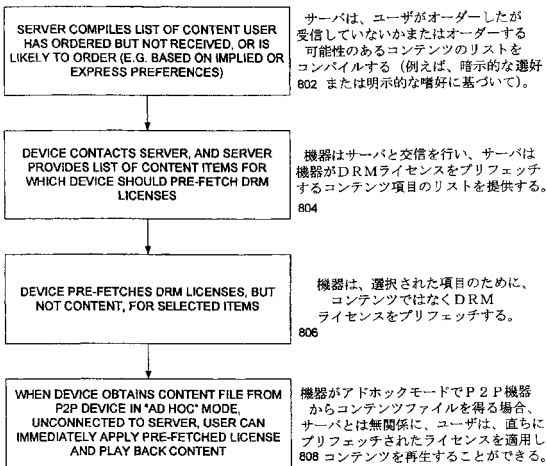 SERVER COMPILES LIST OF CONTENT USER
HAS ORDERED BUT NOT RECEIVED, OR IS
LIKELY TO ORDER (E.G. BASED ON IMPLIED OR
EXPRESS PREFERENCES)
サーバは、ユーザがオーダーしたが
受信していないかまたはオーダーする
可能性のあるコンテンツのリストを
コンパイルする(例えば、暗示的な選好
802 または明示的な嗜好に基づいて)。
DEVICE CONTACTS SERVER, AND SERVER
PROVIDES LIST OF CONTENT ITEMS FOR
WHICH DEVICE SHOULD PRE-FETCH DRM
LICENSES
機器はサーバと交信を行い、サーバは
機器がDRMライセンスをプリフェッチ
するコンテンツ項目のリストを提供する。
804
DEVICE PRE-FETCHES DRM LICENSES, BUT
NOT CONTENT, FOR SELECTED ITEMS
機器は、選択された項目のために、
コンテンツではなくDRM
ライセンスをプリフェッチする。
806
WHEN DEVICE OBTAINS CONTENT FILE FROM
P2P DEVICE IN "AD HOC" MODE,
UNCONNECTED TO SERVER, USER CAN
IMMEDIATELY APPLY PRE-FETCHED LICENSE
AND PLAY BACK CONTENT
機器がアドホックモードでP2P機器
からコンテンツファイルを得る場合、
サーバとは無関係に、ユーザは、直ちに
プリフェッチされたライセンスを適用し
808 コンテンツを再生することができる。